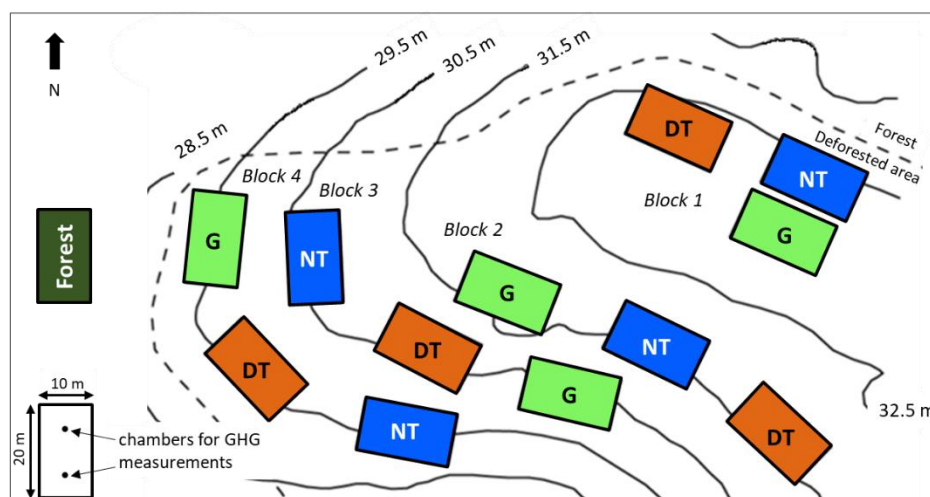 N
28.5 m
29.5 m
30.5 m
31.5 m
DT
Forest
Deforested area
NT
Block 4
Block 3
Block 1
Block 2
Forest
G
NT
G
G
DT
DT
NT
G
32.5 m
10 m
20 m
chambers for GHG
measurements
NT
DT